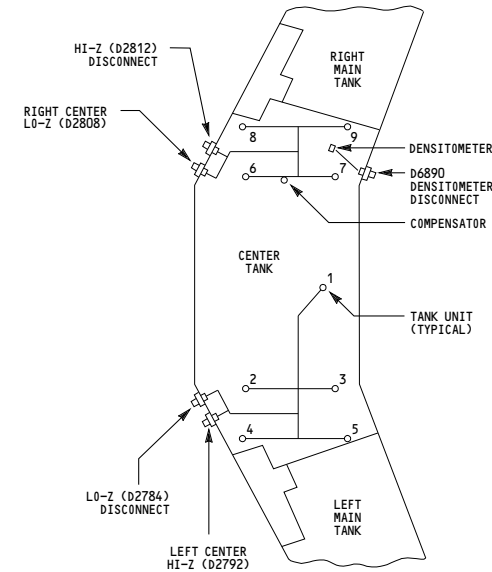 HI-Z (D2812)
DISCONNECT
RIGHT
MAIN
TANK
RIGHT CENTER
LO-Z (D2808)
8
9
DENSITOMETER
6
7
D6890
DENSITOMETER
DISCONNECT
COMPENSATOR
CENTER
TANK
1
TANK UNIT
(TYPICAL)
2
3
4
5
LO-Z (D2784)
DISCONNECT
LEFT
MAIN
TANK
LEFT CENTER
HI-Z (D2792)